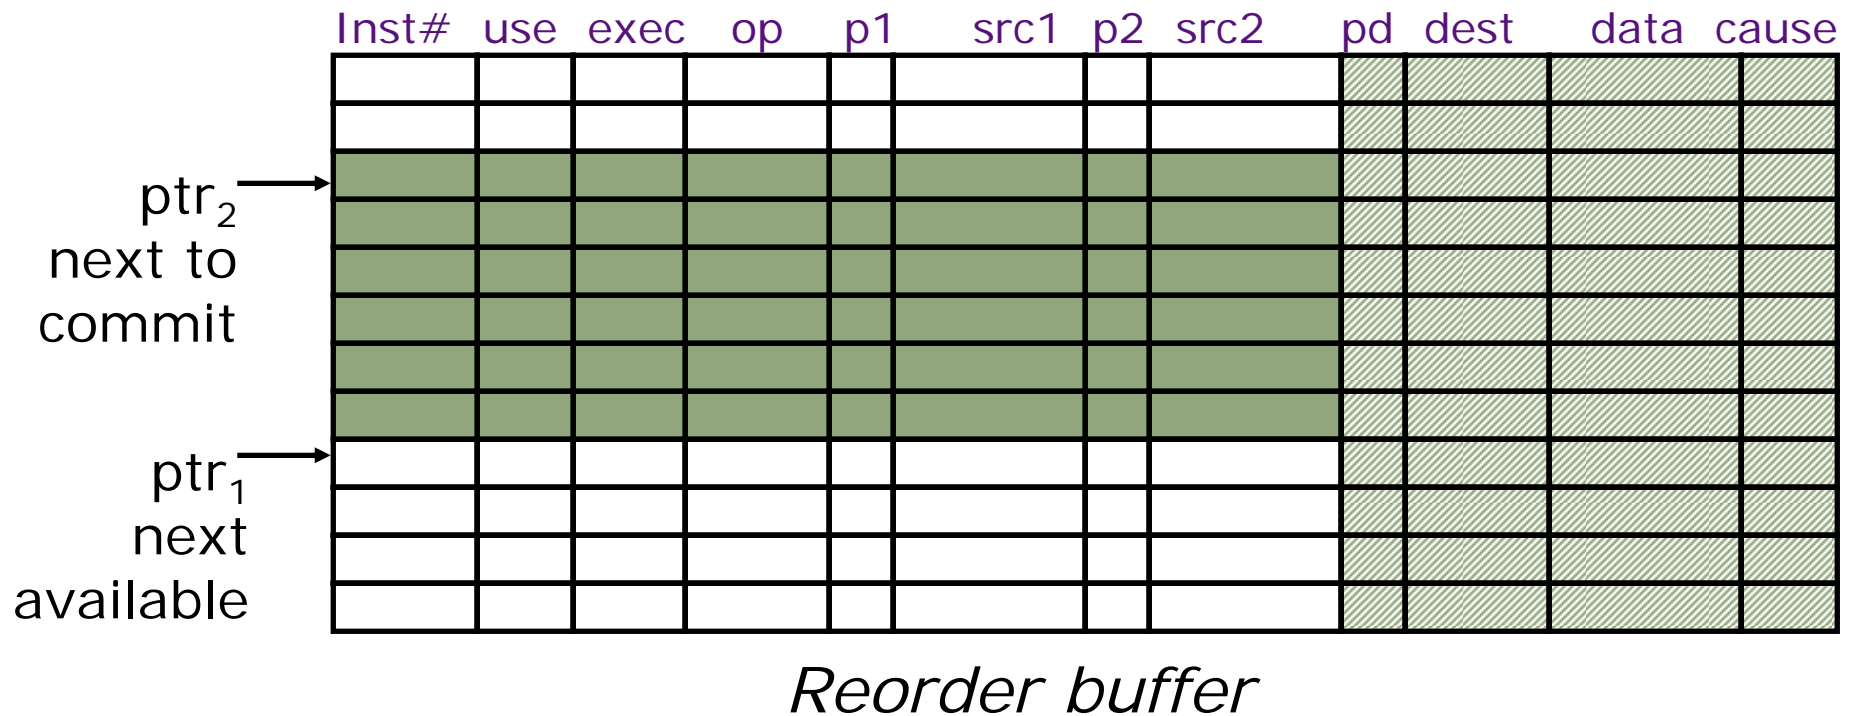 Inst# use exec op p1 src1 p2 src2 pd dest data cause
ptr₂
next to
commit
ptr₁
next
available
Reorder buffer